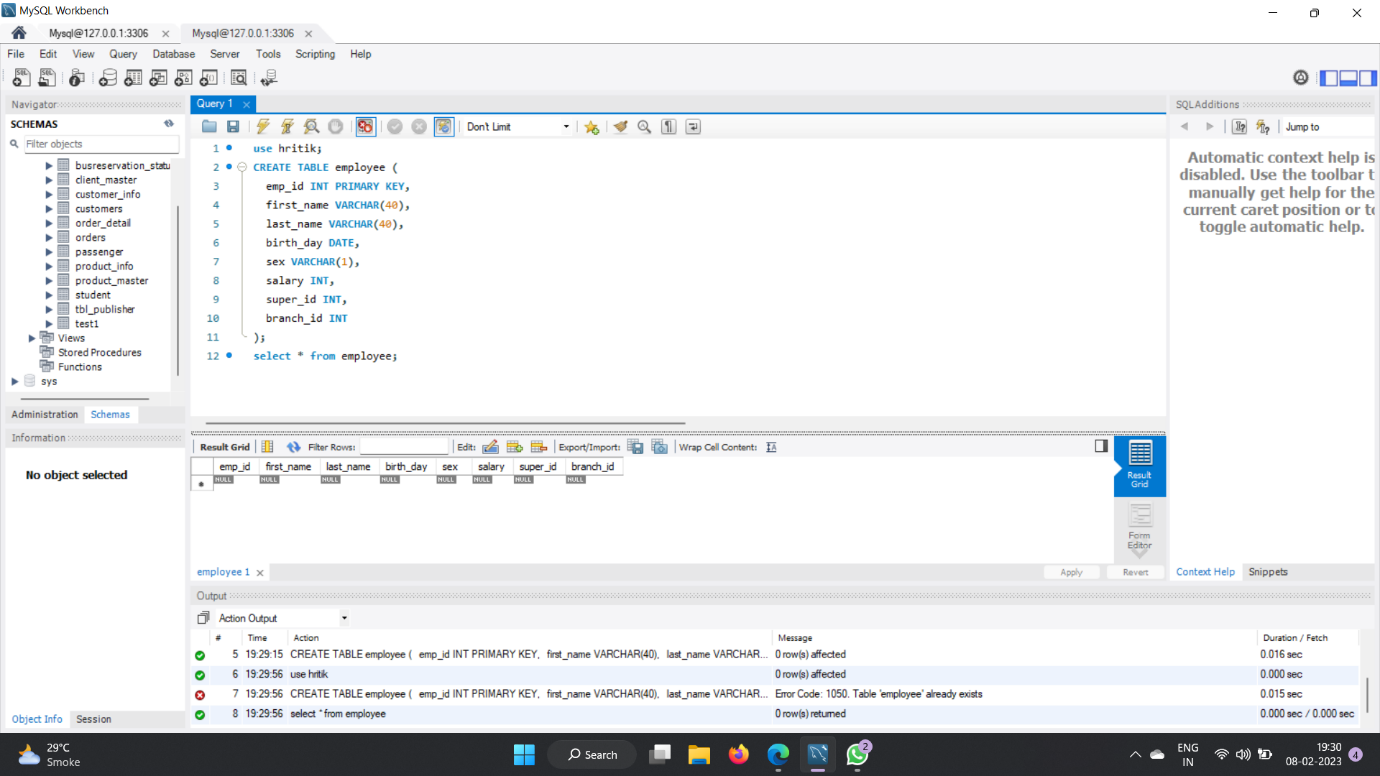 MySQL Workbench
Mysql@127.0.0.1:3306 Mysql@127.0.0.1:3306
File Edit View Query Database Server Tools Scripting Help
Navigator
SCHEMAS
Filter objects
busreservation_statu
client_master
customer_info
customers
order_detail
orders
passenger
product_info
product_master
student
tbl_publisher
test1
Views
Stored Procedures
Functions
sys
Administration Schemas
Information
No object selected
Object Info Session
Query 1
Don't Limit
1 use hritik;
2 CREATE TABLE employee (
3 emp_id INT PRIMARY KEY,
4 first_name VARCHAR(40),
5 last_name VARCHAR(40),
6 birth_day DATE,
7 sex VARCHAR(1),
8 salary INT,
9 super_id INT,
10 branch_id INT
11 );
12 select * from employee;
Result Grid Filter Rows: Edit: Export/Import: Wrap Cell Content:
emp_id first_name last_name birth_day sex salary super_id branch_id
NULL NULL NULL NULL NULL NULL NULL NULL
Result
Grid
Form
Editor
employee 1 Apply Revert
SQLAdditions
Jump to
Automatic context help is
disabled. Use the toolbar t
manually get help for the
current caret position or to
toggle automatic help.
Context Help Snippets
Output
Action Output
# Time Action Message Duration / Fetch
5 19:29:15 CREATE TABLE employee ( emp_id INT PRIMARY KEY, first_name VARCHAR(40), last_name VARCHAR... 0 row(s) affected 0.016 sec
6 19:29:56 use hritik 0 row(s) affected 0.000 sec
7 19:29:56 CREATE TABLE employee ( emp_id INT PRIMARY KEY, first_name VARCHAR(40), last_name VARCHAR... Error Code: 1050. Table 'employee' already exists 0.015 sec
8 19:29:56 select * from employee 0 row(s) returned 0.000 sec / 0.000 sec
29°C
Smoke
Search
2
ENG
IN
19:30
08-02-2023
4